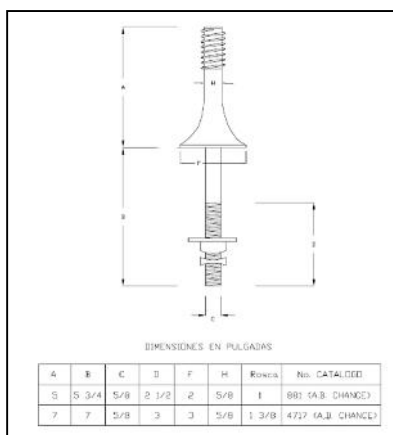 A
H
F
B
D
C
DIMENSIONES EN PULGADAS
A B C D F H Rosca No. CATALOGO
5 5 3/4 5/8 2 1/2 2 5/8 1 881 (A.B. CHANCE)
7 7 5/8 3 3 5/8 1 3/8 4717 (A.B. CHANCE)